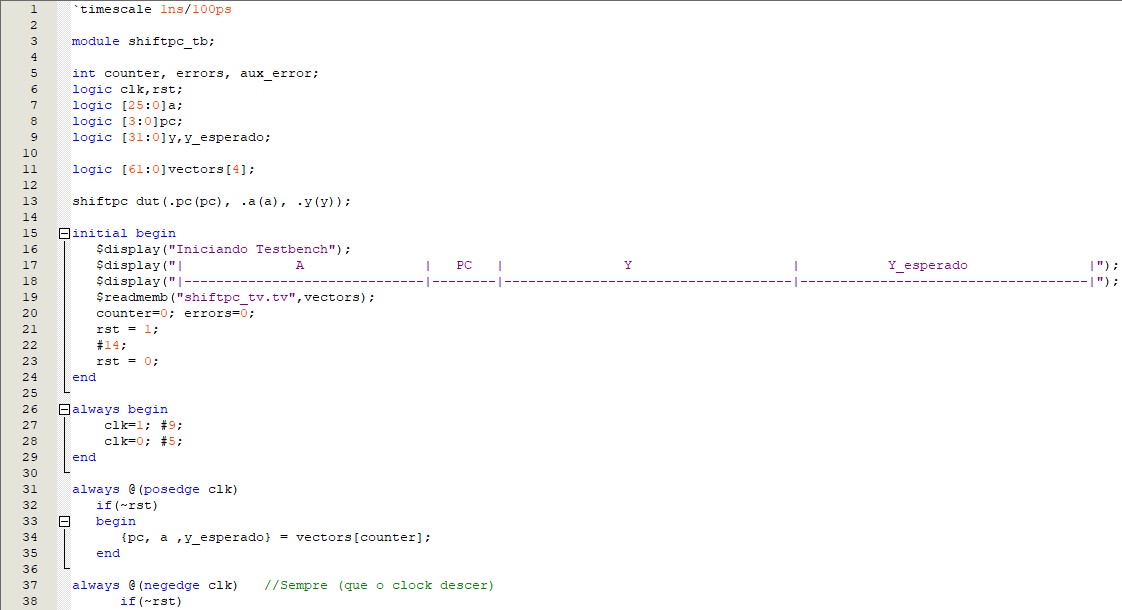 1 `timescale 1ns/100ps
2
3 module shiftpc_tb;
4
5 int counter, errors, aux_error;
6 logic clk,rst;
7 logic [25:0]a;
8 logic [3:0]pc;
9 logic [31:0]y,y_esperado;
10
11 logic [61:0]vectors[4];
12
13 shiftpc dut(.pc(pc), .a(a), .y(y));
14
15 initial begin
16    $display("Iniciando Testbench");
17    $display("|              A               |   PC   |               Y                    |           Y_esperado               |");
18    $display("|------------------------------|--------|------------------------------------|------------------------------------|");
19    $readmemb("shiftpc_tv.tv",vectors);
20    counter=0; errors=0;
21    rst = 1;
22    #14;
23    rst = 0;
24 end
25
26 always begin
27     clk=1; #9;
28     clk=0; #5;
29 end
30
31 always @(posedge clk)
32    if(~rst)
33    begin
34       {pc, a ,y_esperado} = vectors[counter];
35    end
36
37 always @(negedge clk)   //Sempre (que o clock descer)
38       if(~rst)